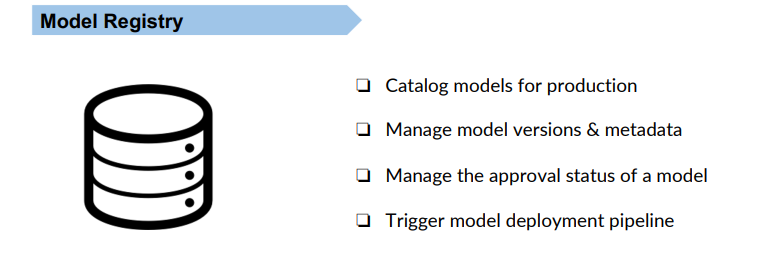 Model Registry
Catalog models for production
Manage model versions & metadata
Manage the approval status of a model
Trigger model deployment pipeline